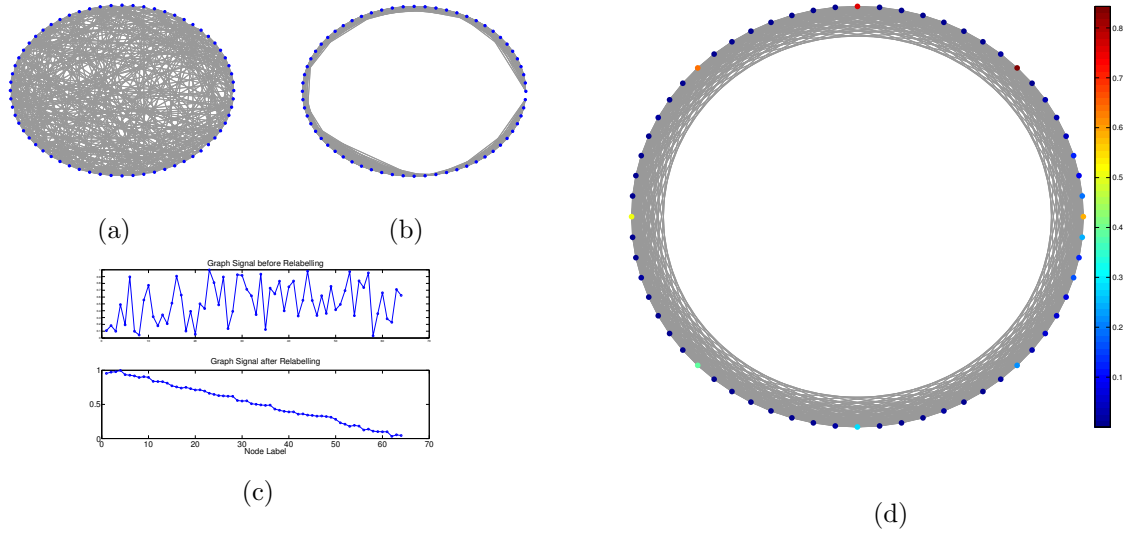 (a)
(b)
Graph Signal before Relabelling
Graph Signal after Relabelling
1
0.5
0
0 10 20 30 40 50 60 70
Node Label
(c)
0.8
0.7
0.6
0.5
0.4
0.3
0.2
0.1
(d)